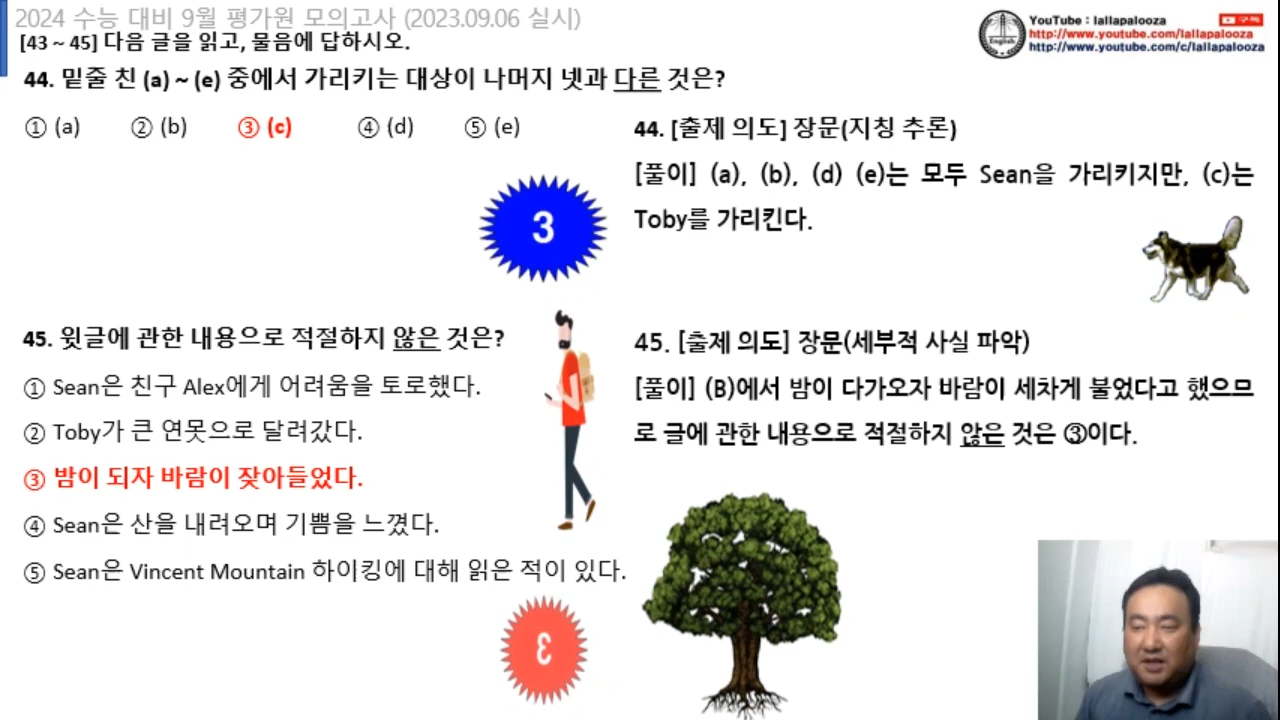 2024 수능 대비 9월 평가원 모의고사 (2023.09.06 실시)
[43 ~ 45] 다음 글을 읽고, 물음에 답하시오.
44. 밑줄 친 (a) ~ (e) 중에서 가리키는 대상이 나머지 넷과 다른 것은?
① (a) ② (b) ③ (c) ④ (d) ⑤ (e)
3
45. 윗글에 관한 내용으로 적절하지 않은 것은?
① Sean은 친구 Alex에게 어려움을 토로했다.
② Toby가 큰 연못으로 달려갔다.
③ 밤이 되자 바람이 잦아들었다.
④ Sean은 산을 내려오며 기쁨을 느꼈다.
⑤ Sean은 Vincent Mountain 하이킹에 대해 읽은 적이 있다.
3
YouTube : lallapalooza
구독
http://www.youtube.com/lallapalooza
http://www.youtube.com/c/lallapalooza
English
44. [출제 의도] 장문(지칭 추론)
[풀이] (a), (b), (d) (e)는 모두 Sean을 가리키지만, (c)는
Toby를 가리킨다.
45. [출제 의도] 장문(세부적 사실 파악)
[풀이] (B)에서 밤이 다가오자 바람이 세차게 불었다고 했으므
로 글에 관한 내용으로 적절하지 않은 것은 ③이다.